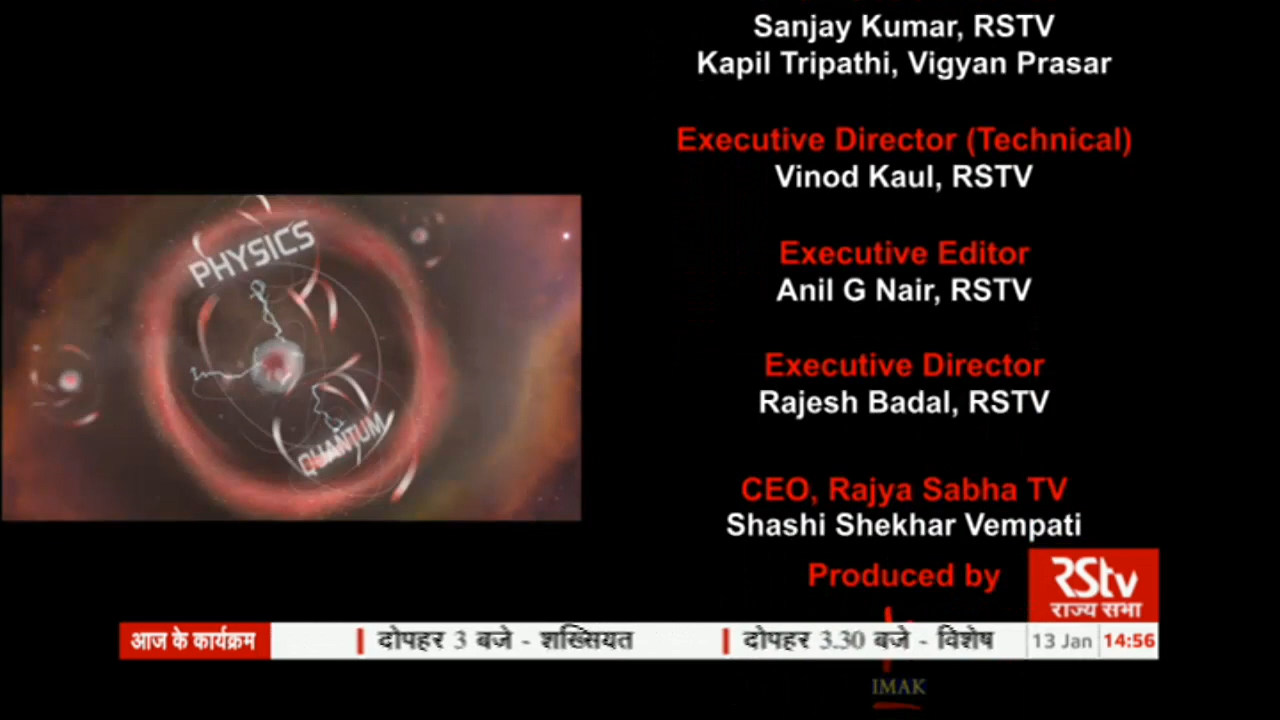 Sanjay Kumar, RSTV
Kapil Tripathi, Vigyan Prasar
Executive Director (Technical)
Vinod Kaul, RSTV
Executive Editor
Anil G Nair, RSTV
Executive Director
Rajesh Badal, RSTV
CEO, Rajya Sabha TV
Shashi Shekhar Vempati
Produced by
PHYSICS
QUANTUM
RStv
राज्य सभा
आज के कार्यक्रम
दोपहर 3 बजे - शख्सियत
दोपहर 3.30 बजे - विशेष
13 Jan 14:56
IMAK